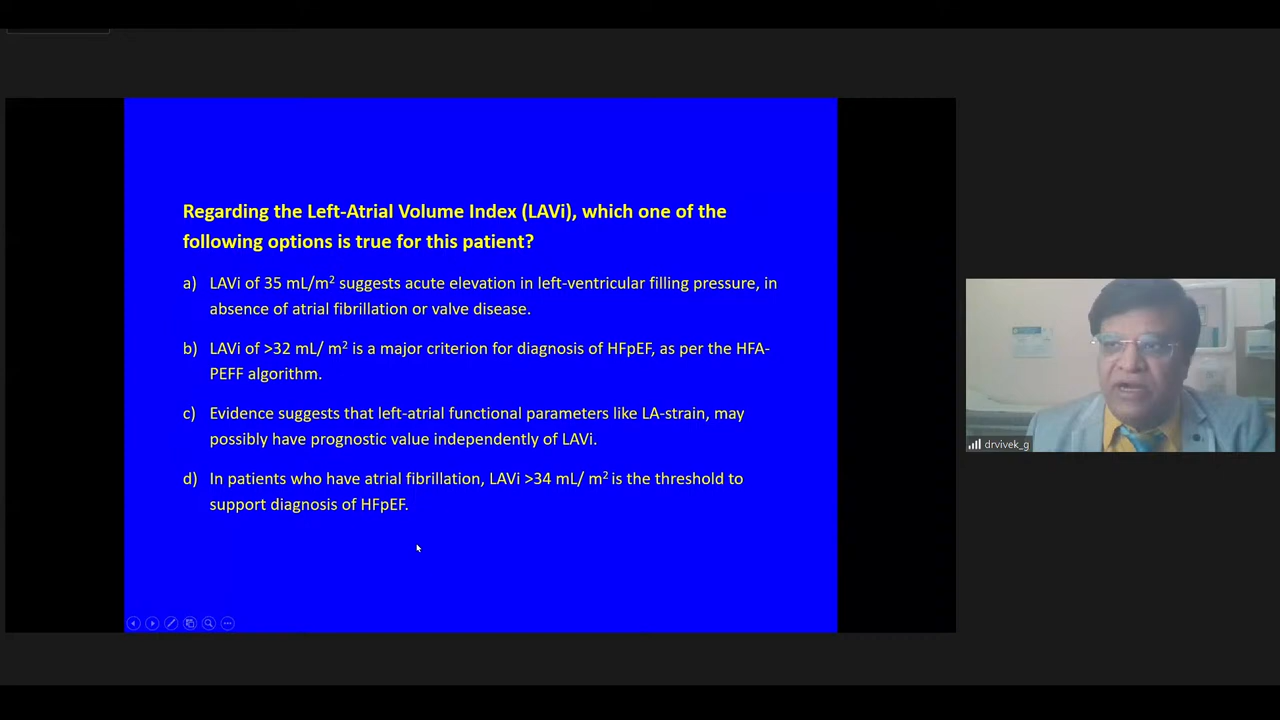 Regarding the Left-Atrial Volume Index (LAVi), which one of the
following options is true for this patient?
a) LAVi of 35 mL/m² suggests acute elevation in left-ventricular filling pressure, in
absence of atrial fibrillation or valve disease.
b) LAVi of >32 mL/ m² is a major criterion for diagnosis of HFpEF, as per the HFA-
PEFF algorithm.
c) Evidence suggests that left-atrial functional parameters like LA-strain, may
possibly have prognostic value independently of LAVi.
d) In patients who have atrial fibrillation, LAVi >34 mL/ m² is the threshold to
support diagnosis of HFpEF.
drvivek_g